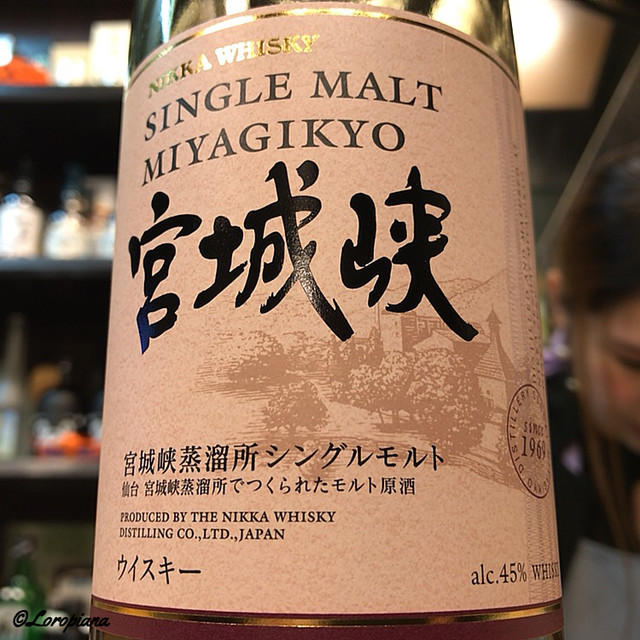 NIKKA WHISKY
SINGLE MALT
MIYAGIKYO
宮城峡
宮城峡蒸溜所シングルモルト
仙台 宮城峡蒸溜所でつくられたモルト原酒
PRODUCED BY THE NIKKA WHISKY
DISTILLING CO.,LTD.,JAPAN
ウイスキー
alc.45% WHISK
since
1969
©Loropiana